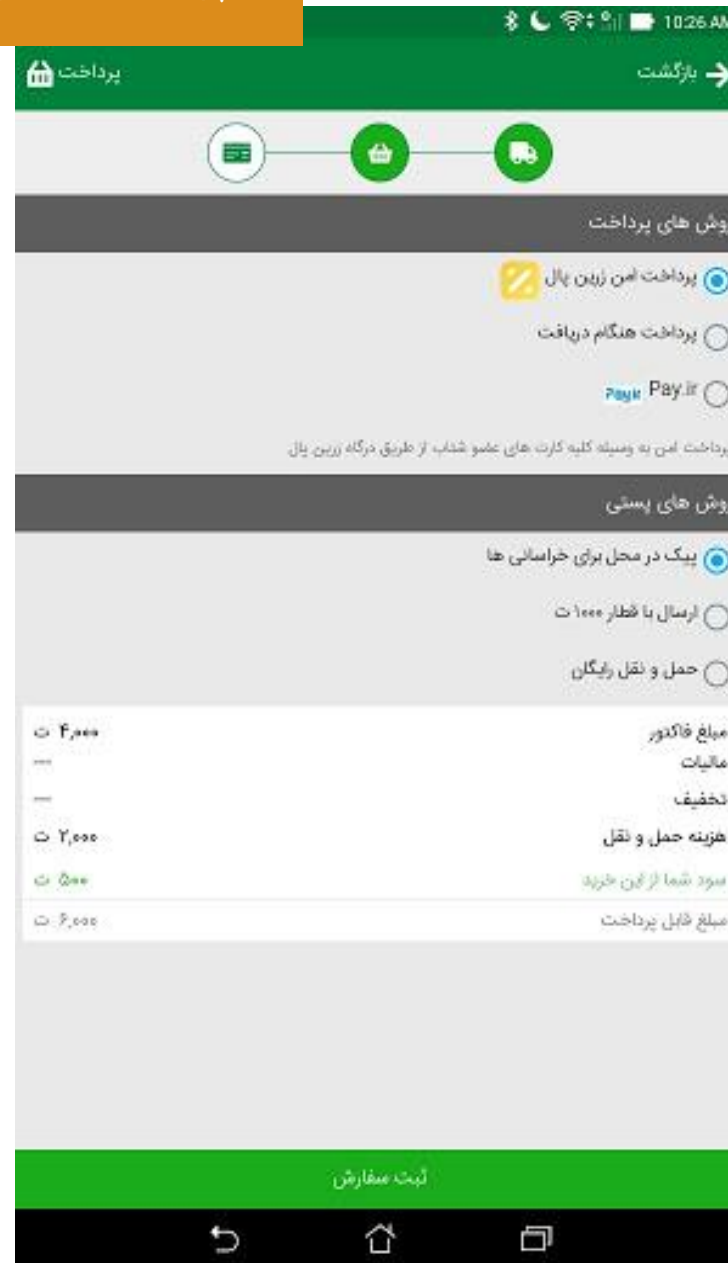 10:26 AM
بازگشت
پرداخت
وش های پرداخت
پرداخت امن زرین پال
پرداخت هنگام دریافت
Pay.ir Pay.ir
پرداخت امن به وسیله کلیه کارت های عضو شتاب از طریق درگاه زرین پال
وش های پستی
پیک در محل برای خراسانی ها
ارسال با قطار ۱۰۰۰ ت
حمل و نقل رایگان
مبلغ فاکتور ۴,۰۰۰ ت
مالیات ---
تخفیف ---
هزینه حمل و نقل ۲,۰۰۰ ت
سود شما از این خرید ۵۰۰ ت
مبلغ قابل پرداخت ۶,۰۰۰ ت
ثبت سفارش